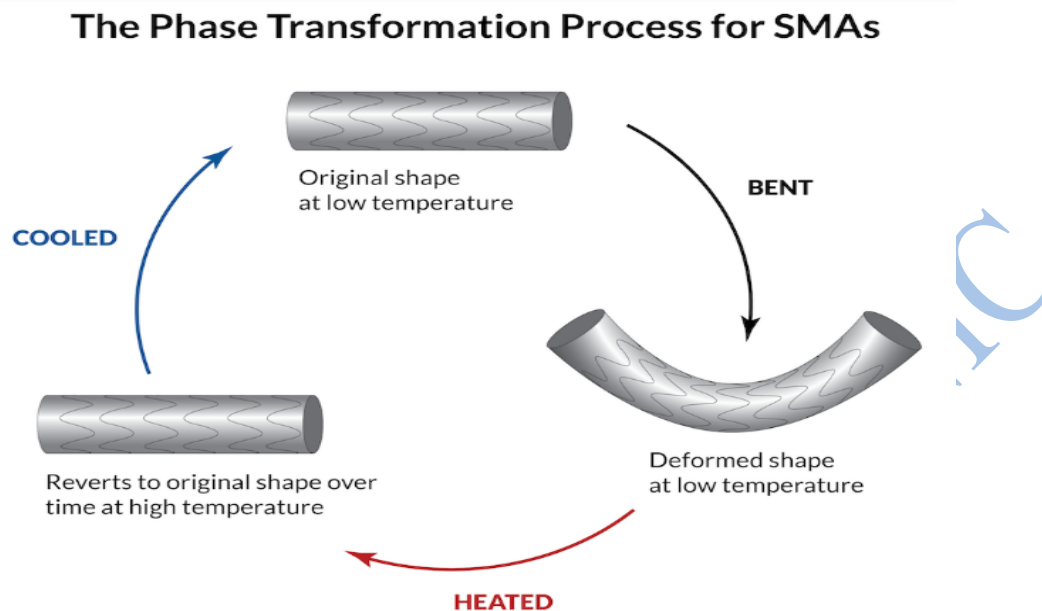 The Phase Transformation Process for SMAs
Original shape
at low temperature
BENT
COOLED
Deformed shape
at low temperature
Reverts to original shape over
time at high temperature
HEATED